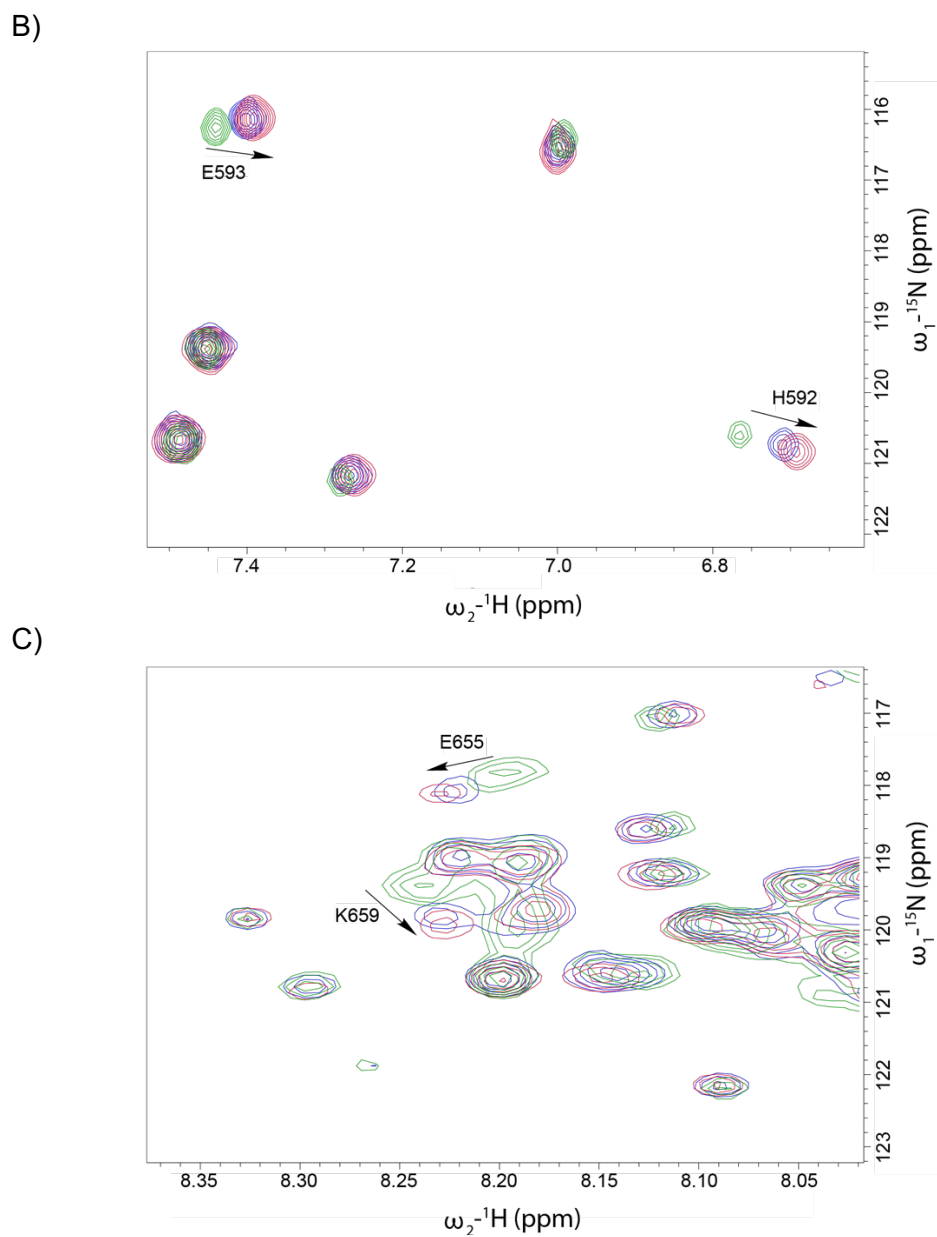 B)
116
117
118
119
120
121
122
E593
H592
7.4
7.2
7.0
6.8
ω₁-¹⁵N (ppm)
ω₂-¹H (ppm)
C)
117
118
119
120
121
122
123
E655
K659
8.35
8.30
8.25
8.20
8.15
8.10
8.05
ω₁-¹⁵N (ppm)
ω₂-¹H (ppm)